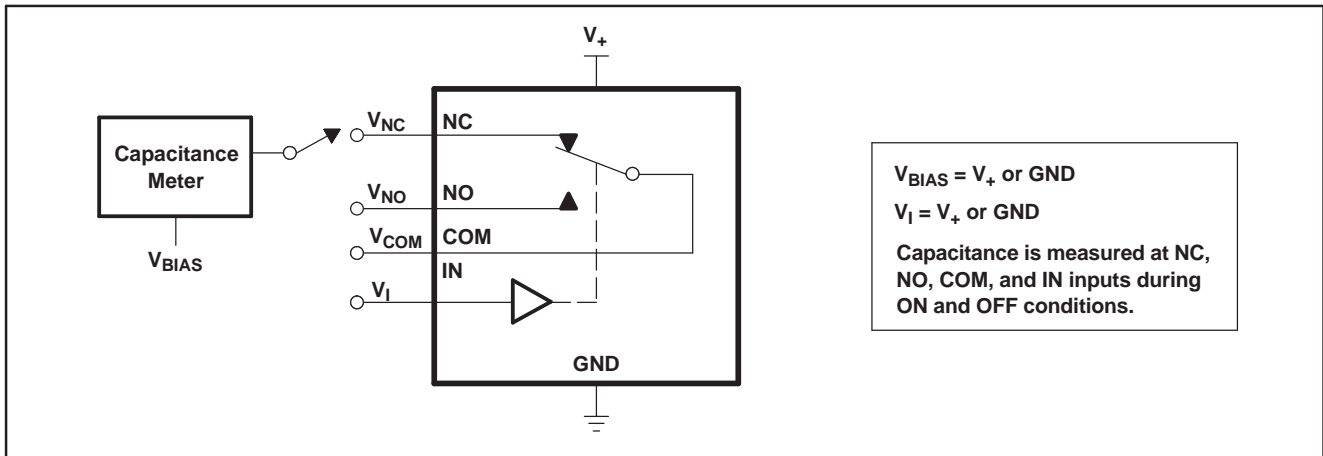 V+
VNC NC
Capacitance
Meter
VNO NO
VCOM COM
VBIAS
IN
VI
GND
VBIAS = V+ or GND
VI = V+ or GND
Capacitance is measured at NC,
NO, COM, and IN inputs during
ON and OFF conditions.